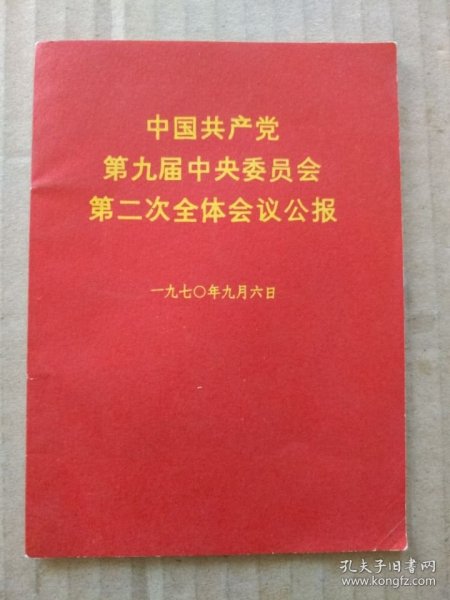 中国共产党
第九届中央委员会
第二次全体会议公报
一九七〇年九月六日
孔夫子旧书网
www.kongfz.com